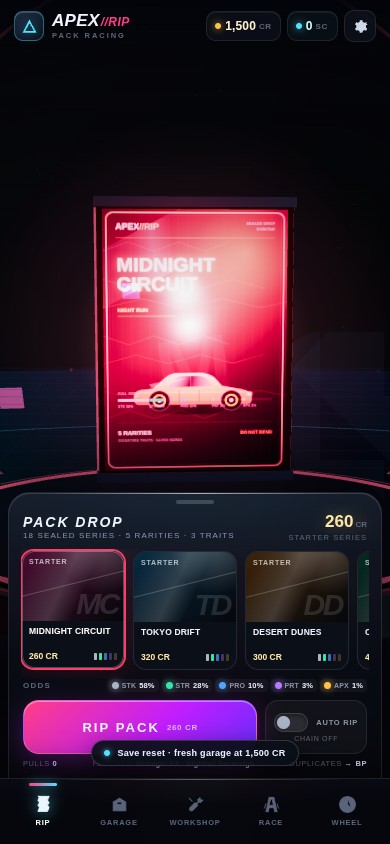 APEX//RIP
PACK RACING
1,500 CR
0 SC
APEX//RIP
MIDNIGHT
CIRCUIT
NIGHT RUN
5 RARITIES
DO NOT BEND
PACK DROP
18 SEALED SERIES · 5 RARITIES · 3 TRAITS
260 CR
STARTER SERIES
STARTER
MC
MIDNIGHT CIRCUIT
260 CR
STARTER
TD
TOKYO DRIFT
320 CR
STARTER
DD
DESERT DUNES
300 CR
ODDS
STK 58%
STR 28%
PRO 10%
PRT 3%
APX 1%
RIP PACK 260 CR
AUTO RIP
CHAIN OFF
Save reset · fresh garage at 1,500 CR
PULLS 0
→ BP
RIP
GARAGE
WORKSHOP
RACE
WHEEL